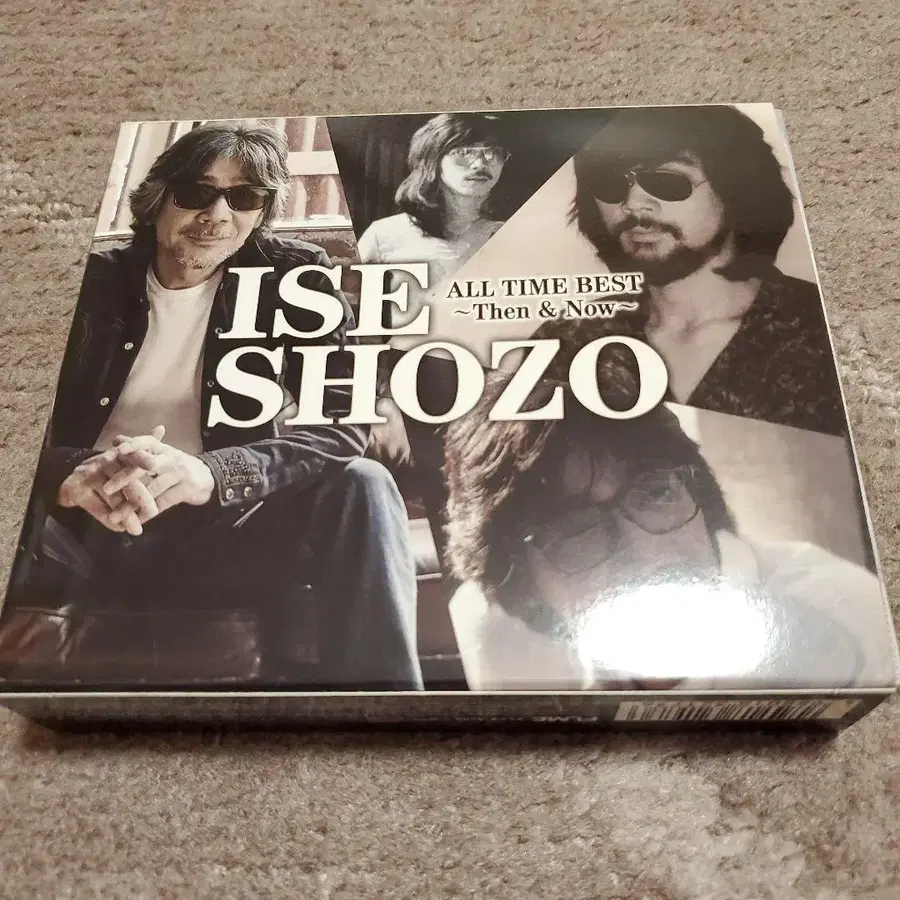 ISE
SHOZO
ALL TIME BEST
~Then & Now~